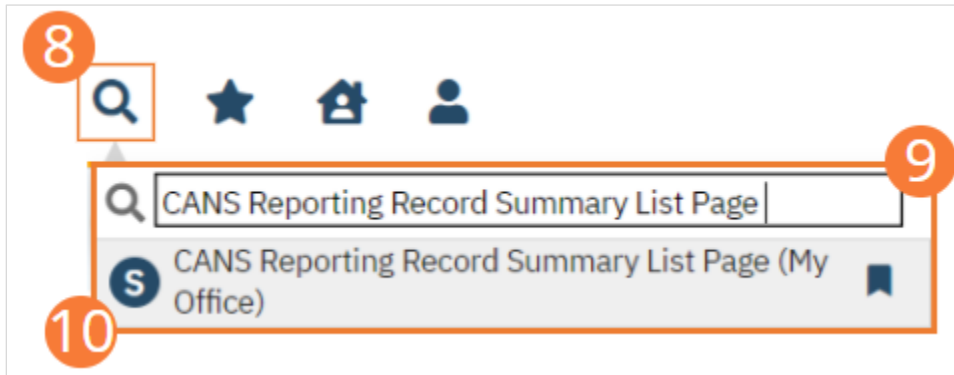 8
9
CANS Reporting Record Summary List Page
S
CANS Reporting Record Summary List Page (My
Office)
10